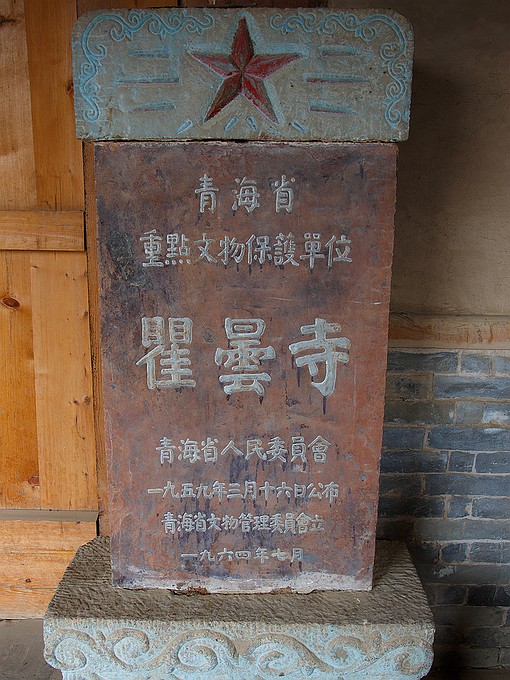 青海省
重點文物保護單位
瞿曇寺
青海省人民委員會
一九五九年三月十六日公布
青海省文物管理委員會立
一九六四年七月